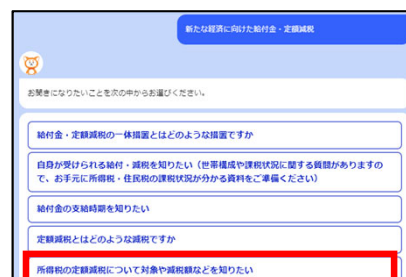 新たな経済に向けた給付金・定額減税
お聞きになりたいことを次の中からお選びください。
給付金・定額減税の一体措置とはどのような措置ですか
自身が受けられる給付・減税を知りたい（世帯構成や課税状況に関する質問がありますの
で、お手元に所得税・住民税の課税状況が分かる資料をご準備ください）
給付金の支給時期を知りたい
定額減税とはどのような減税ですか
所得税の定額減税について対象や減税額などを知りたい